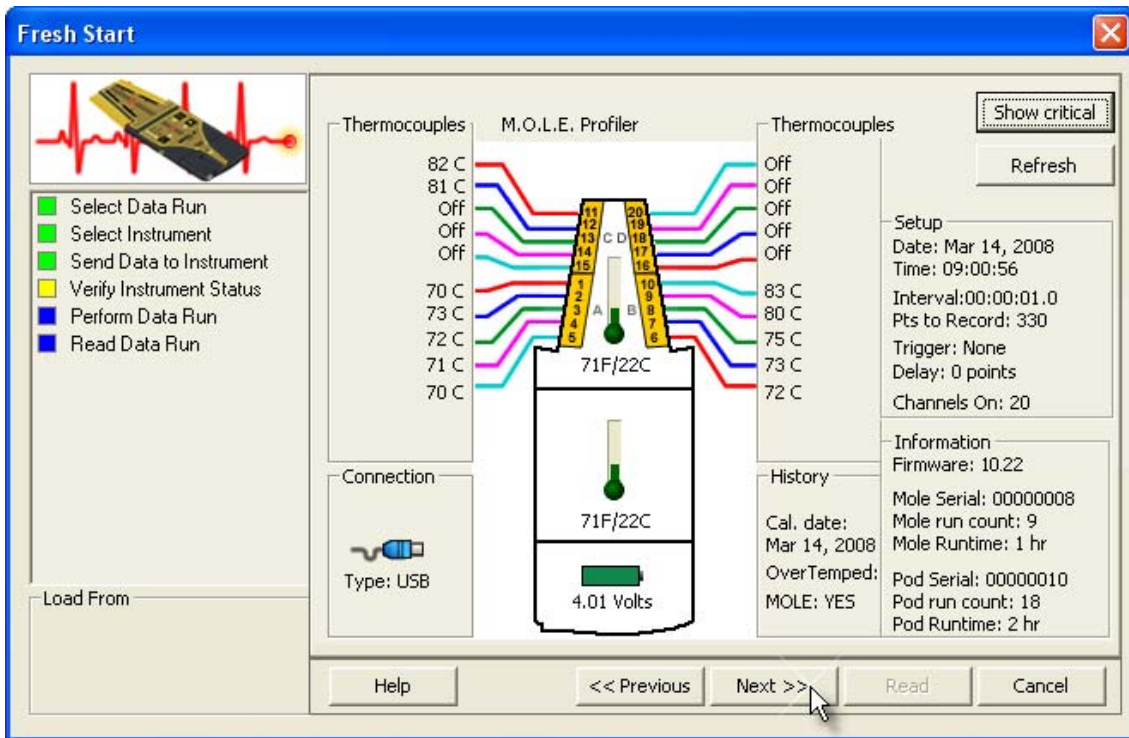 Fresh Start
Select Data Run
Select Instrument
Send Data to Instrument
Verify Instrument Status
Perform Data Run
Read Data Run
Load From
Thermocouples
82 C
81 C
Off
Off
Off
70 C
73 C
72 C
71 C
70 C
Connection
Type: USB
M.O.L.E. Profiler
11 20
12 19
13 C D 18
14 17
15 16
1 10
2 9
3 A B 8
4 7
5 6
71F/22C
71F/22C
4.01 Volts
Thermocouples
Off
Off
Off
Off
Off
83 C
80 C
75 C
73 C
72 C
History
Cal. date:
Mar 14, 2008
OverTemped:
MOLE: YES
Show critical
Refresh
Setup
Date: Mar 14, 2008
Time: 09:00:56
Interval:00:00:01.0
Pts to Record: 330
Trigger: None
Delay: 0 points
Channels On: 20
Information
Firmware: 10.22
Mole Serial: 00000008
Mole run count: 9
Mole Runtime: 1 hr
Pod Serial: 00000010
Pod run count: 18
Pod Runtime: 2 hr
Help
<< Previous
Next >>
Read
Cancel